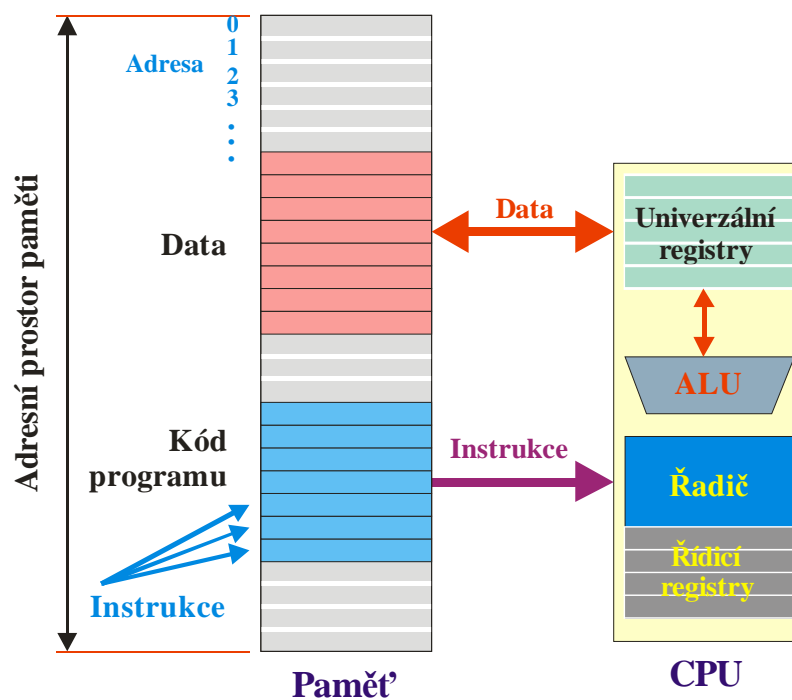 0
1
Adresa
2
3
.
.
.
Adresní prostor paměti
Data
Data
Univerzální
registry
ALU
Kód
programu
Instrukce
Řadič
Řídicí
registry
Instrukce
Paměť
CPU